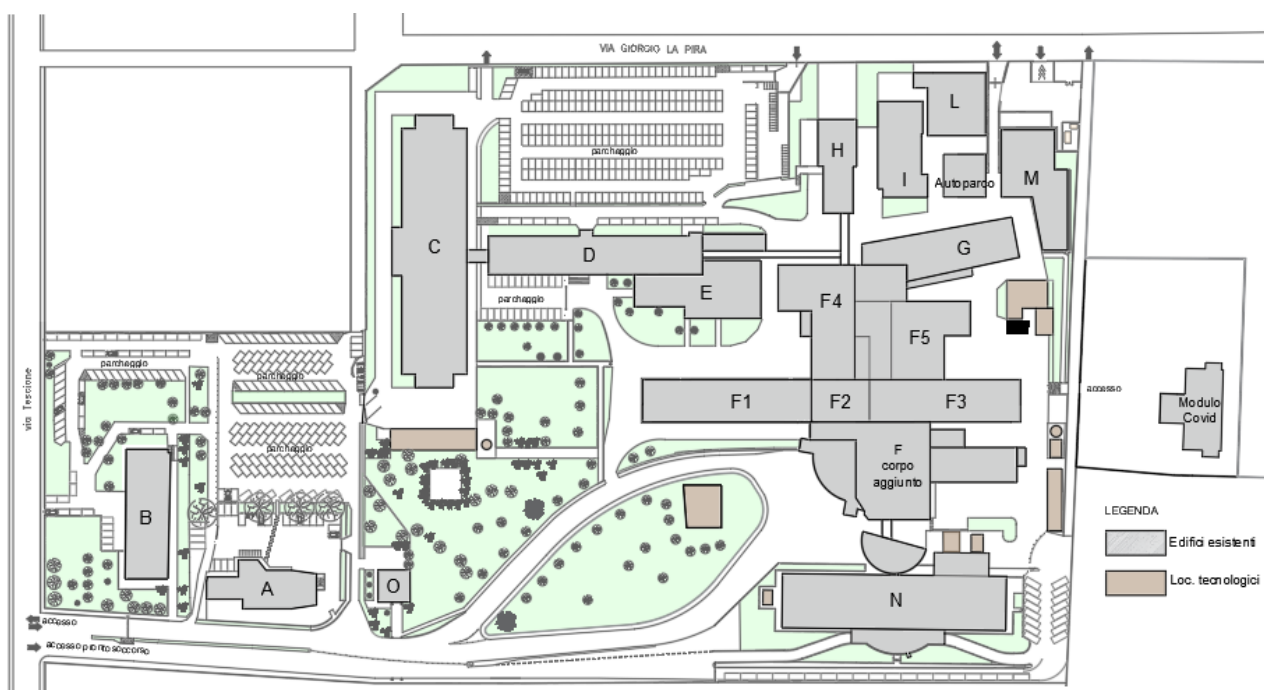 VIA GIORGIO LA PIRA
L
parcheggio
H
I
Autoparco
M
C
D
G
E
parcheggio
F4
F5
via Tescione
parcheggio
parcheggio
accesso
F1
F2
F3
Modulo
Covid
parcheggio
F
corpo
aggiunto
B
LEGENDA
Edifici esistenti
Loc. tecnologici
A
O
N
accesso
accesso pronto soccorso